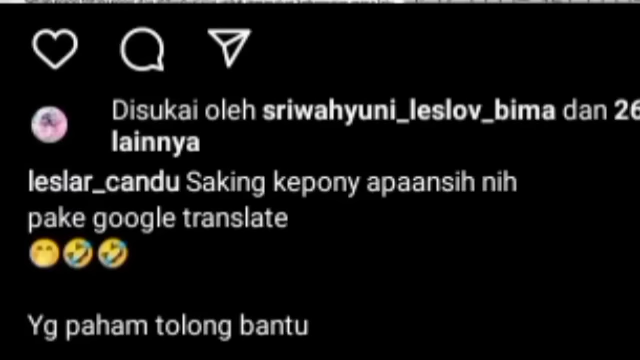 Disukai oleh sriwahyuni_leslov_bima dan 26
lainnya
leslar_candu Saking kepony apaansih nih
pake google translate
🤭🤣🤣
Yg paham tolong bantu